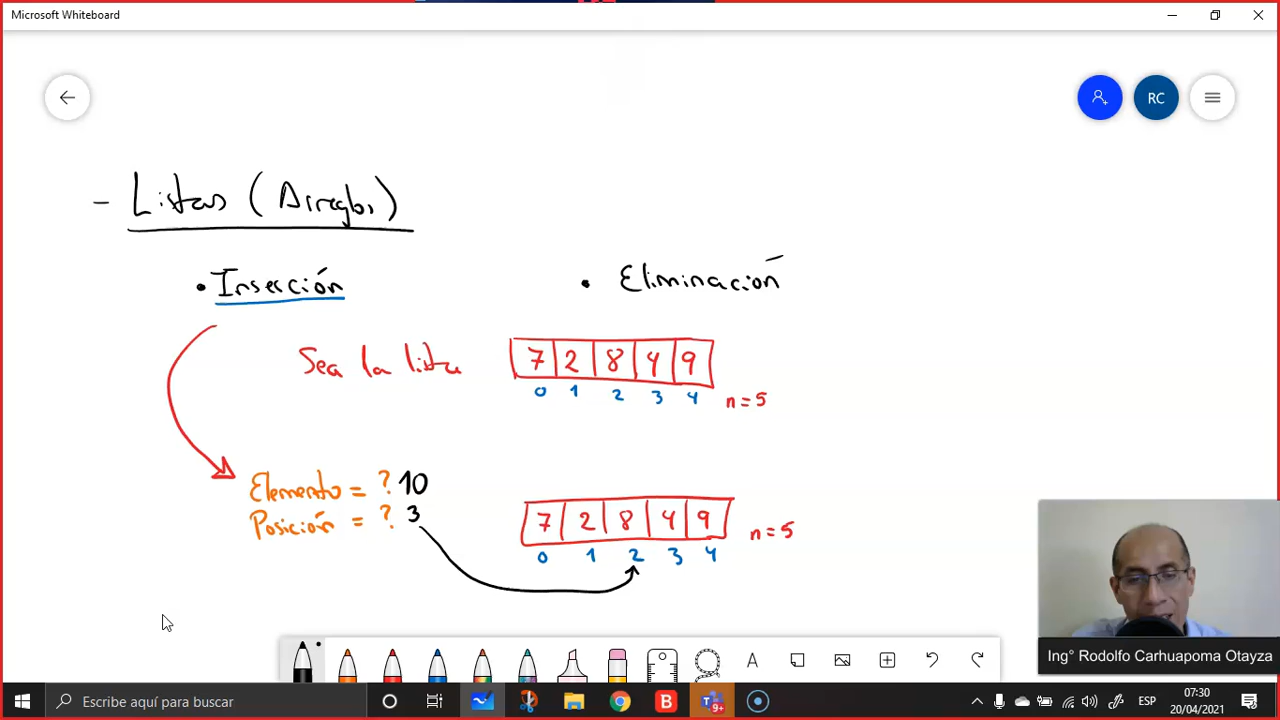 Microsoft Whiteboard
RC
- Listas (Arreglos)
• Inserción
• Eliminación
Sea la lista
7 2 8 4 9
0 1 2 3 4
n = 5
Elemento = ? 10
Posición = ? 3
7 2 8 4 9
0 1 2 3 4
n = 5
Ing° Rodolfo Carhuapoma Otayza
Escribe aquí para buscar
B
9+
ESP
07:30
20/04/2021